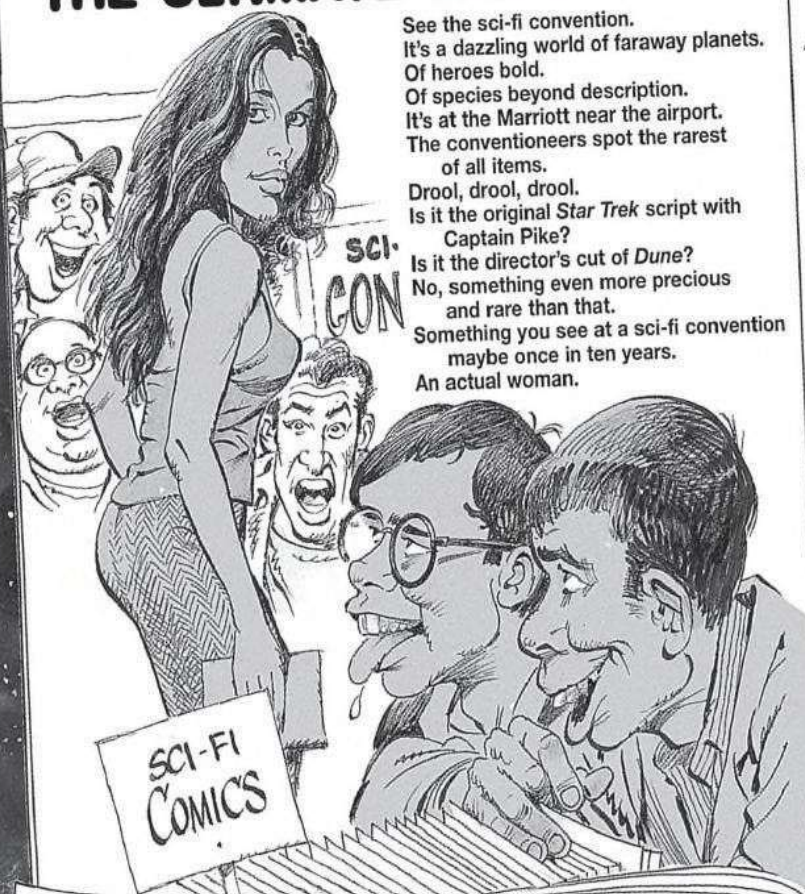 THE
See the sci-fi convention.
It's a dazzling world of faraway planets.
Of heroes bold.
Of species beyond description.
It's at the Marriott near the airport.
The conventioneers spot the rarest
of all items.
Drool, drool, drool.
Is it the original Star Trek script with
Captain Pike?
Is it the director's cut of Dune?
No, something even more precious
and rare than that.
Something you see at a sci-fi convention
maybe once in ten years.
An actual woman.
SCI-
CON
SCI-FI
COMICS